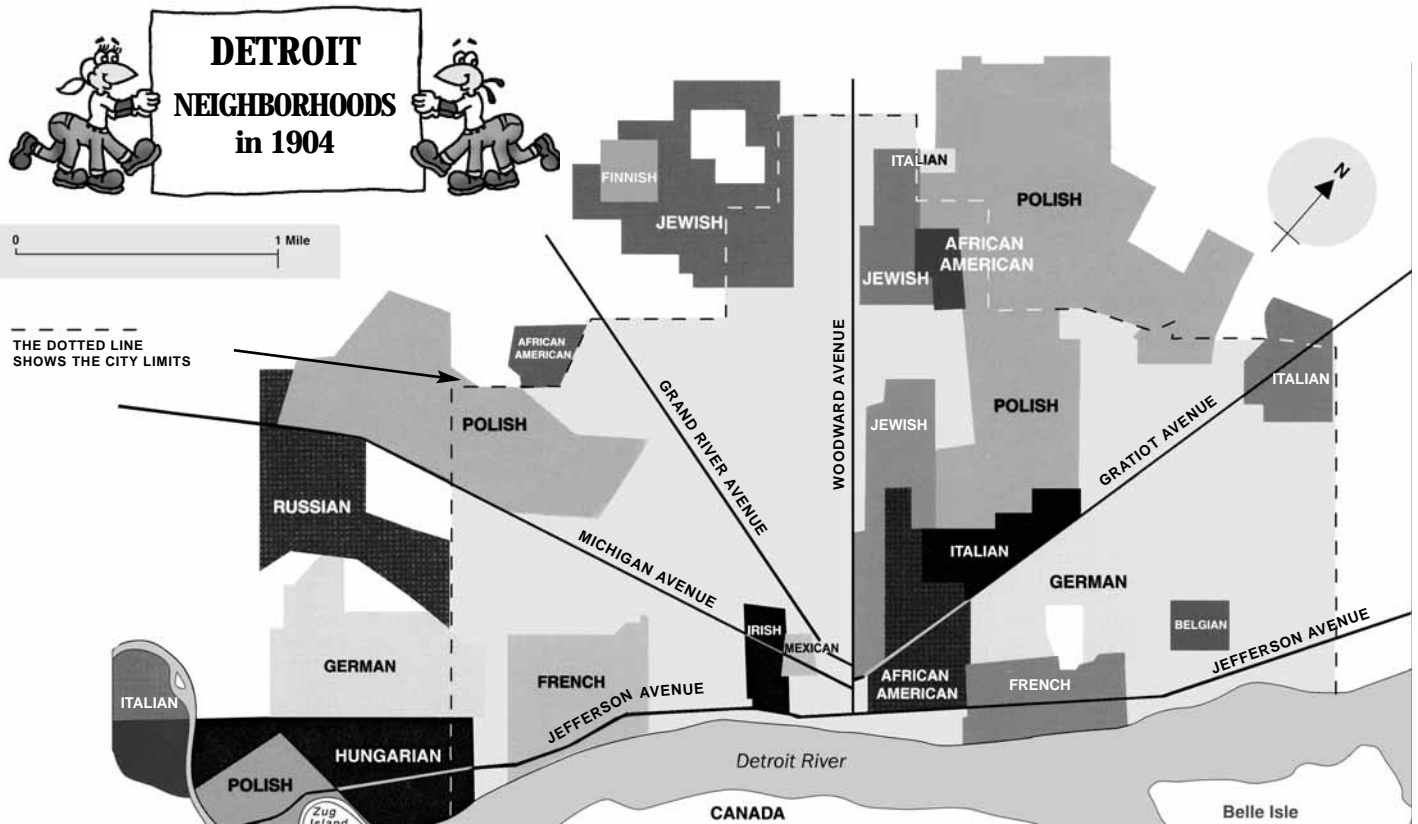 DETROIT
NEIGHBORHOODS
in 1904
0
1 Mile
THE DOTTED LINE
SHOWS THE CITY LIMITS
N
FINNISH
JEWISH
ITALIAN
POLISH
AFRICAN
AMERICAN
JEWISH
AFRICAN
AMERICAN
ITALIAN
POLISH
POLISH
JEWISH
GRAND RIVER AVENUE
WOODWARD AVENUE
GRATIOT AVENUE
RUSSIAN
MICHIGAN AVENUE
ITALIAN
GERMAN
IRISH
MEXICAN
BELGIAN
JEFFERSON AVENUE
GERMAN
FRENCH
AFRICAN
AMERICAN
FRENCH
ITALIAN
JEFFERSON AVENUE
HUNGARIAN
POLISH
Detroit River
Zug
Island
CANADA
Belle Isle